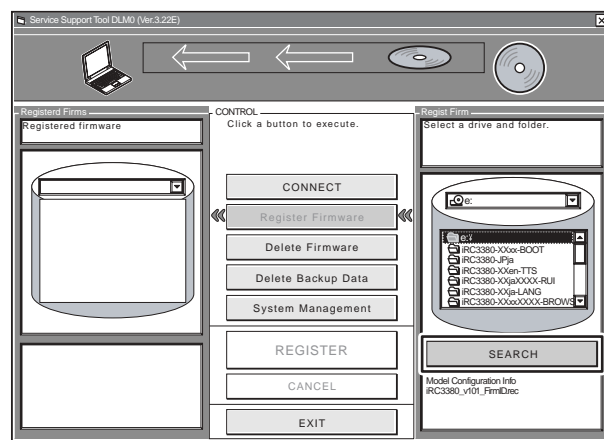 Service Support Tool DLM0 (Ver.3.22E)
Registerd Firms
Registered firmware
CONTROL
Click a button to execute.
CONNECT
Register Firmware
Delete Firmware
Delete Backup Data
System Management
REGISTER
CANCEL
EXIT
Regist Firm
Select a drive and folder.
e:
e:¥
iRC3380-XXxx-BOOT
iRC3380-JPja
iRC3380-XXen-TTS
iRC3380-XXjaXXXX-RUI
iRC3380-XXja-LANG
iRC3380-XXxxXXXX-BROWS
SEARCH
Model Configuration Info
iRC3380_v101_FirmID.rec